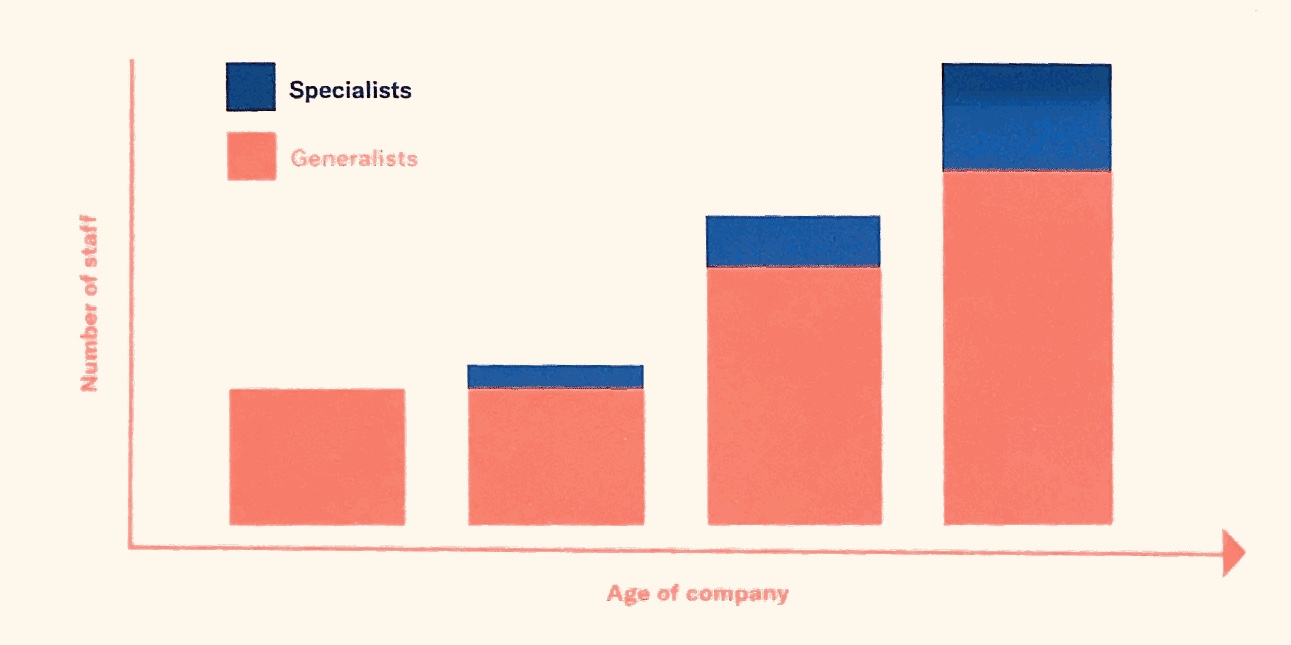 Specialists
Generalists
Number of staff
Age of company